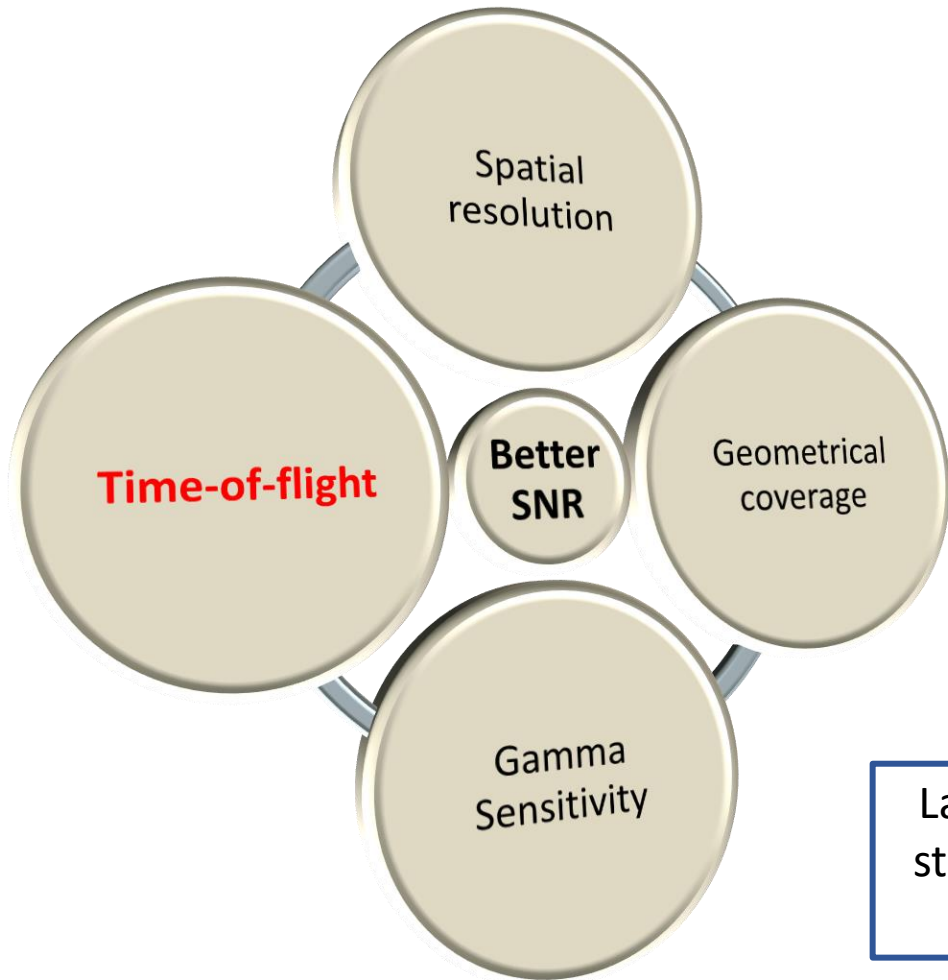 Spatial
resolution
Time-of-flight
Better
SNR
Geometrical
coverage
Gamma
Sensitivity